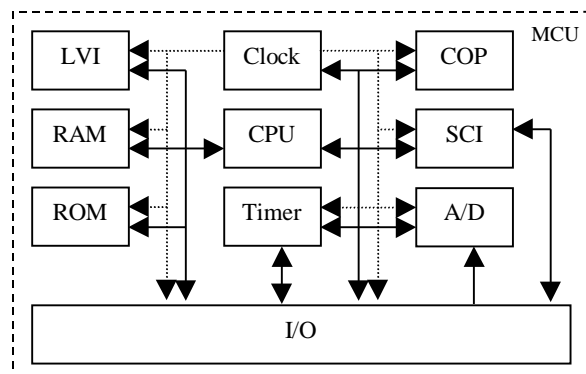 MCU
LVI
Clock
COP
RAM
CPU
SCI
ROM
Timer
A/D
I/O